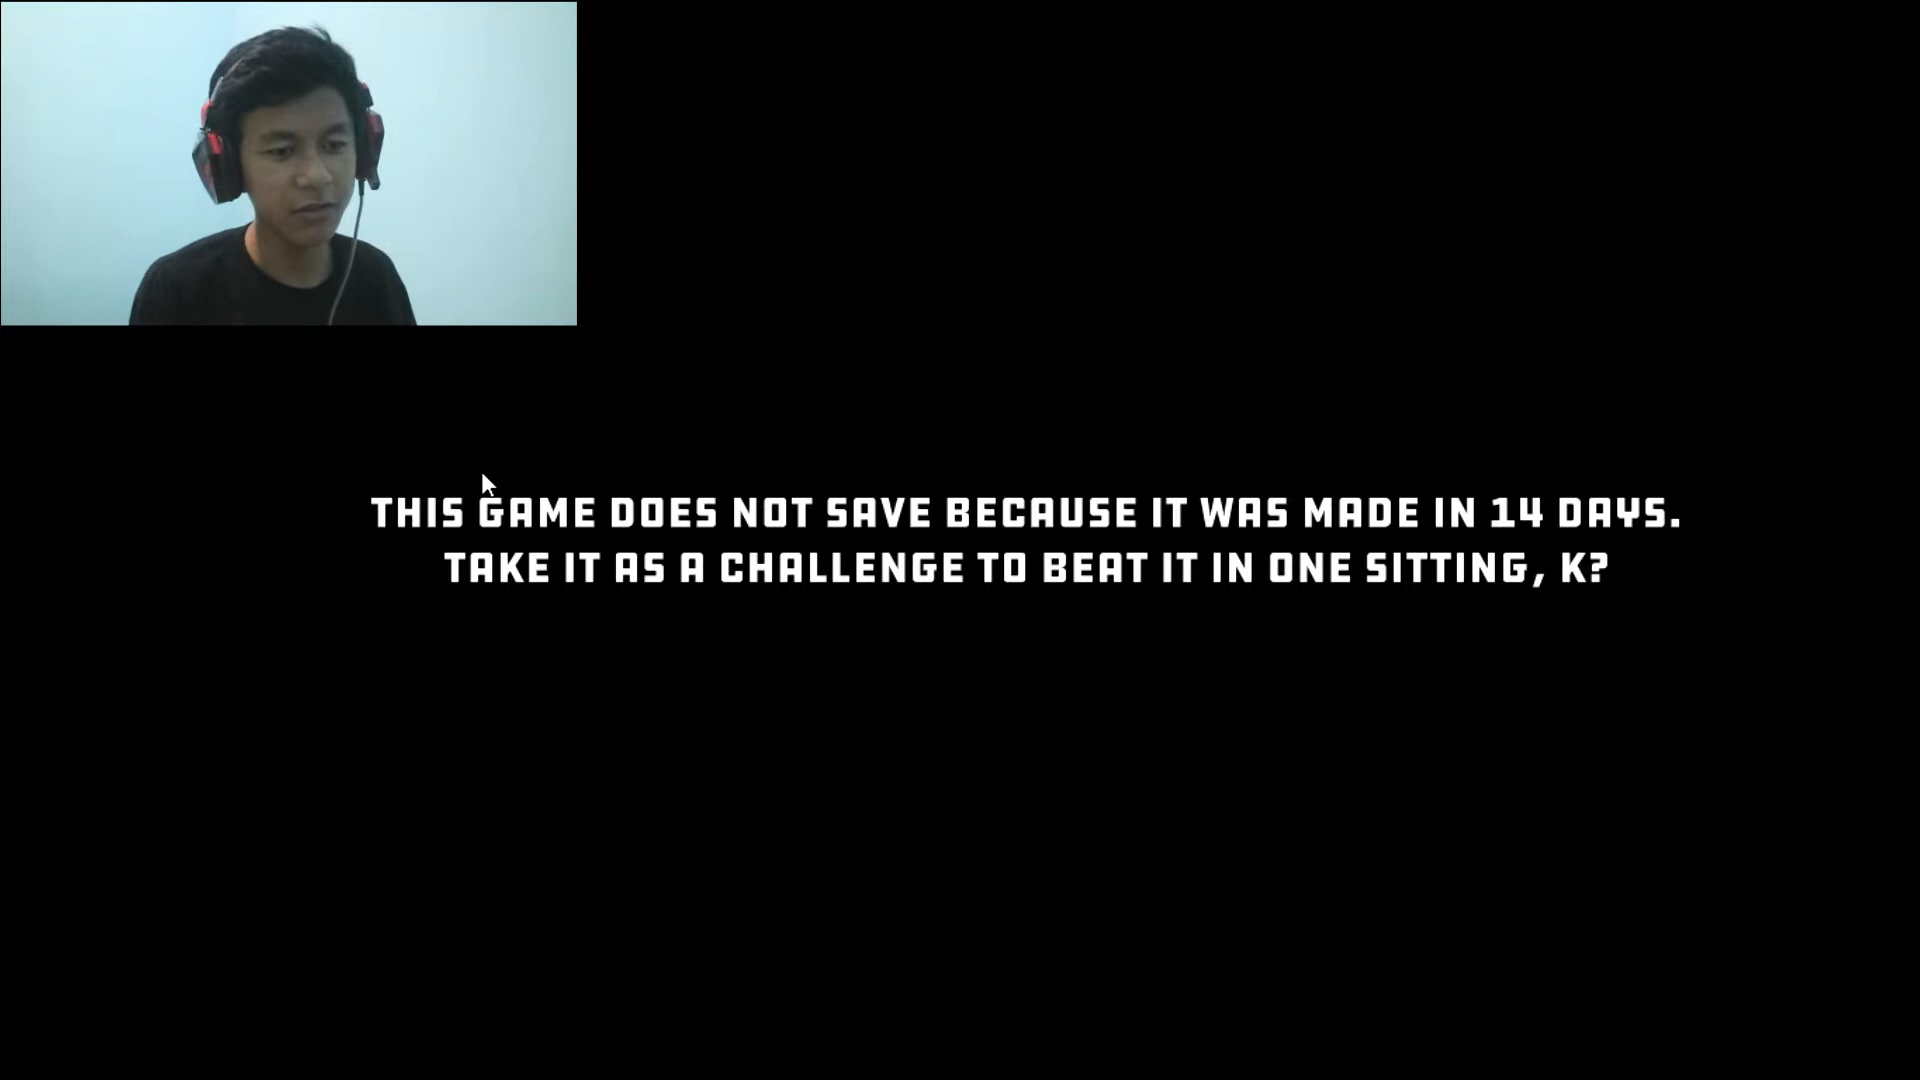 THIS GAME DOES NOT SAVE BECAUSE IT WAS MADE IN 14 DAYS.
TAKE IT AS A CHALLENGE TO BEAT IT IN ONE SITTING, K?